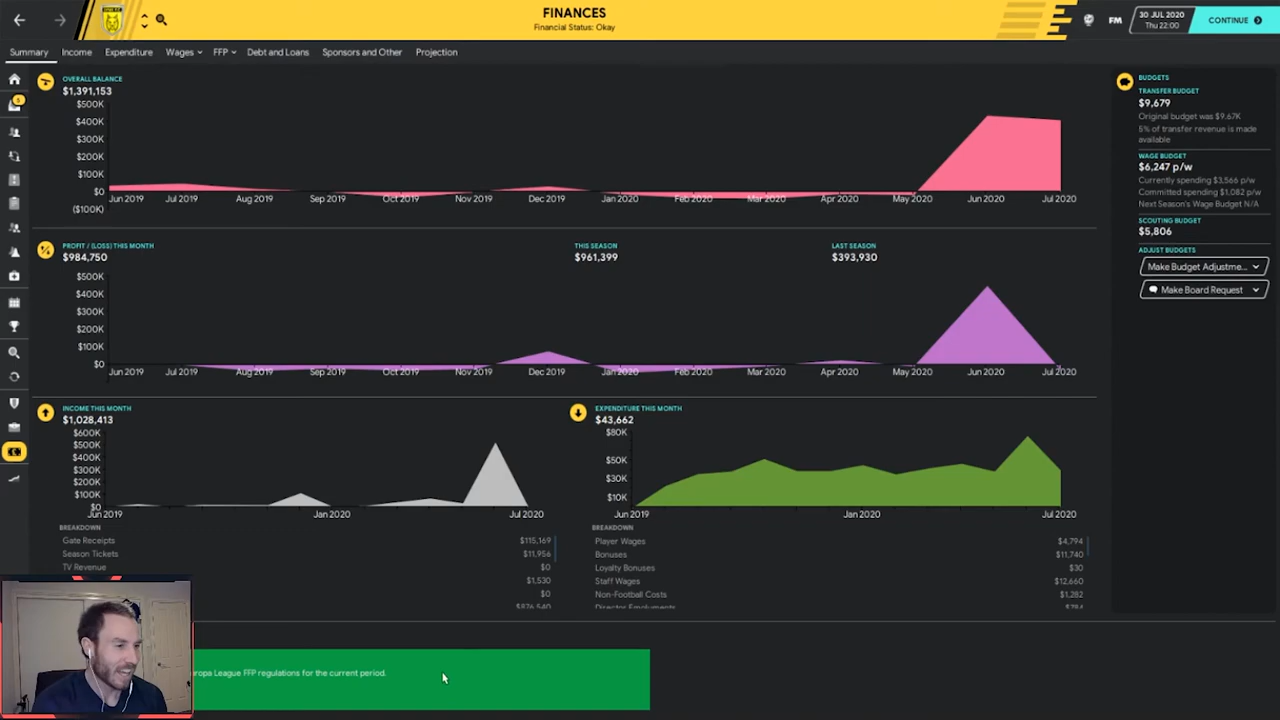 FINANCES
Financial Status: Okay
FM
30 JUL 2020
Thu 22:00
CONTINUE
Summary
Income
Expenditure
Wages
FFP
Debt and Loans
Sponsors and Other
Projection
5
OVERALL BALANCE
$1,391,153
$500K
$400K
$300K
$200K
$100K
$0
($100K)
Jun 2019
Jul 2019
Aug 2019
Sep 2019
Oct 2019
Nov 2019
Dec 2019
Jan 2020
Feb 2020
Mar 2020
Apr 2020
May 2020
Jun 2020
Jul 2020
PROFIT / (LOSS) THIS MONTH
$984,750
THIS SEASON
$961,399
LAST SEASON
$393,930
$500K
$400K
$300K
$200K
$100K
$0
Jun 2019
Jul 2019
Aug 2019
Sep 2019
Oct 2019
Nov 2019
Dec 2019
Jan 2020
Feb 2020
Mar 2020
Apr 2020
May 2020
Jun 2020
Jul 2020
INCOME THIS MONTH
$1,028,413
$600K
$500K
$400K
$300K
$200K
$100K
$0
Jun 2019
Jan 2020
Jul 2020
BREAKDOWN
Gate Receipts $115,169
Season Tickets $11,956
TV Revenue $0
$1,530
$0
$876,540
EXPENDITURE THIS MONTH
$43,662
$80K
$50K
$30K
$10K
Jun 2019
Jan 2020
Jul 2020
BREAKDOWN
Player Wages $4,794
Bonuses $11,740
Loyalty Bonuses $30
Staff Wages $12,660
Non-Football Costs $1,282
Director Emoluments $784
BUDGETS
TRANSFER BUDGET
$9,679
Original budget was $9.67K
5% of transfer revenue is made
available
WAGE BUDGET
$6,247 p/w
Currently spending $3,566 p/w
Committed spending $1,082 p/w
Next Season's Wage Budget N/A
SCOUTING BUDGET
$5,806
ADJUST BUDGETS
Make Budget Adjustme...
Make Board Request
uropa League FFP regulations for the current period.